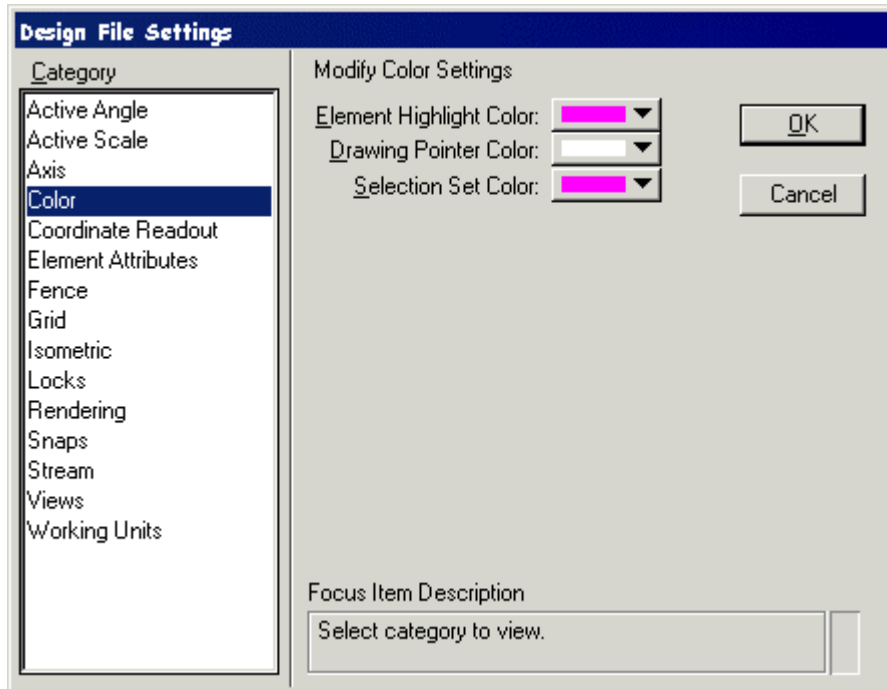 Design File Settings
Category
Active Angle
Active Scale
Axis
Color
Coordinate Readout
Element Attributes
Fence
Grid
Isometric
Locks
Rendering
Snaps
Stream
Views
Working Units
Modify Color Settings
Element Highlight Color:
Drawing Pointer Color:
Selection Set Color:
OK
Cancel
Focus Item Description
Select category to view.